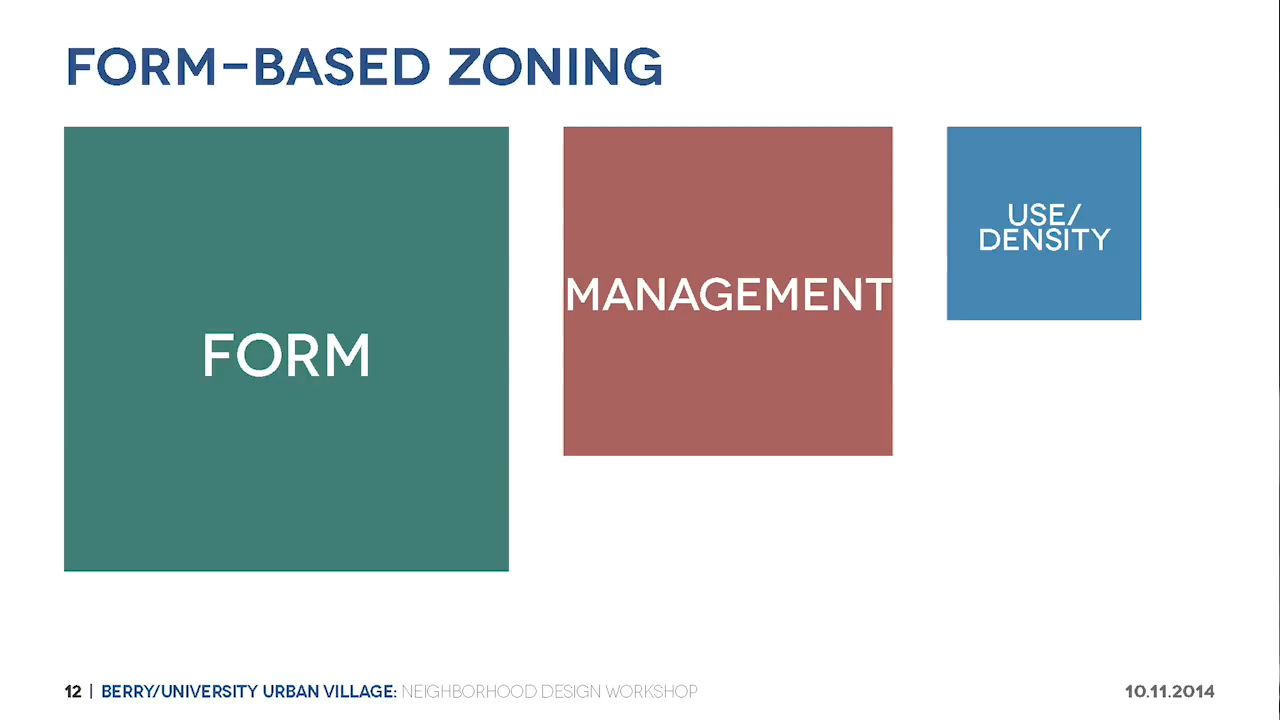 FORM-BASED ZONING
FORM
MANAGEMENT
USE/
DENSITY
12 | BERRY/UNIVERSITY URBAN VILLAGE: NEIGHBORHOOD DESIGN WORKSHOP
10.11.2014